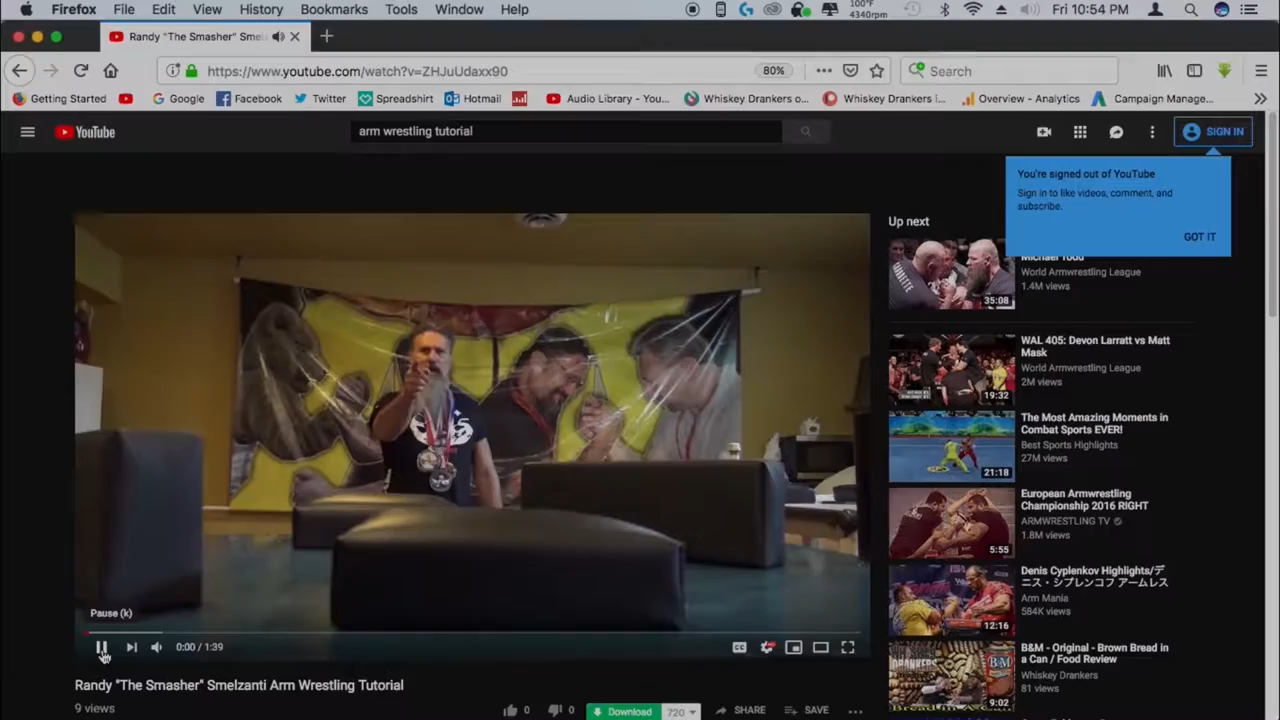 Firefox File Edit View History Bookmarks Tools Window Help
100°F
4340rpm
Fri 10:54 PM
Randy "The Smasher" Smel
https://www.youtube.com/watch?v=ZHJuUdaxx90
80%
Search
Getting Started
Google
Facebook
Twitter
Spreadshirt
Hotmail
Audio Library - You...
Whiskey Drankers o...
Whiskey Drankers i...
Overview - Analytics
Campaign Manage...
YouTube
arm wrestling tutorial
SIGN IN
You're signed out of YouTube
Sign in to like videos, comment, and
subscribe.
GOT IT
Up next
Michael Todd
World Armwrestling League
1.4M views
35:08
WAL 405: Devon Larratt vs Matt
Mask
World Armwrestling League
2M views
19:32
The Most Amazing Moments in
Combat Sports EVER!
Best Sports Highlights
27M views
21:18
European Armwrestling
Championship 2016 RIGHT
ARMWRESTLING TV
1.8M views
5:55
Denis Cyplenkov Highlights/デ
ニス・シプレンコフ アームレス
Arm Mania
584K views
12:16
B&M - Original - Brown Bread in
a Can / Food Review
Whiskey Drankers
81 views
9:02
Pause (k)
0:00 / 1:39
Randy "The Smasher" Smelzanti Arm Wrestling Tutorial
9 views
0
0
Download
720
SHARE
SAVE